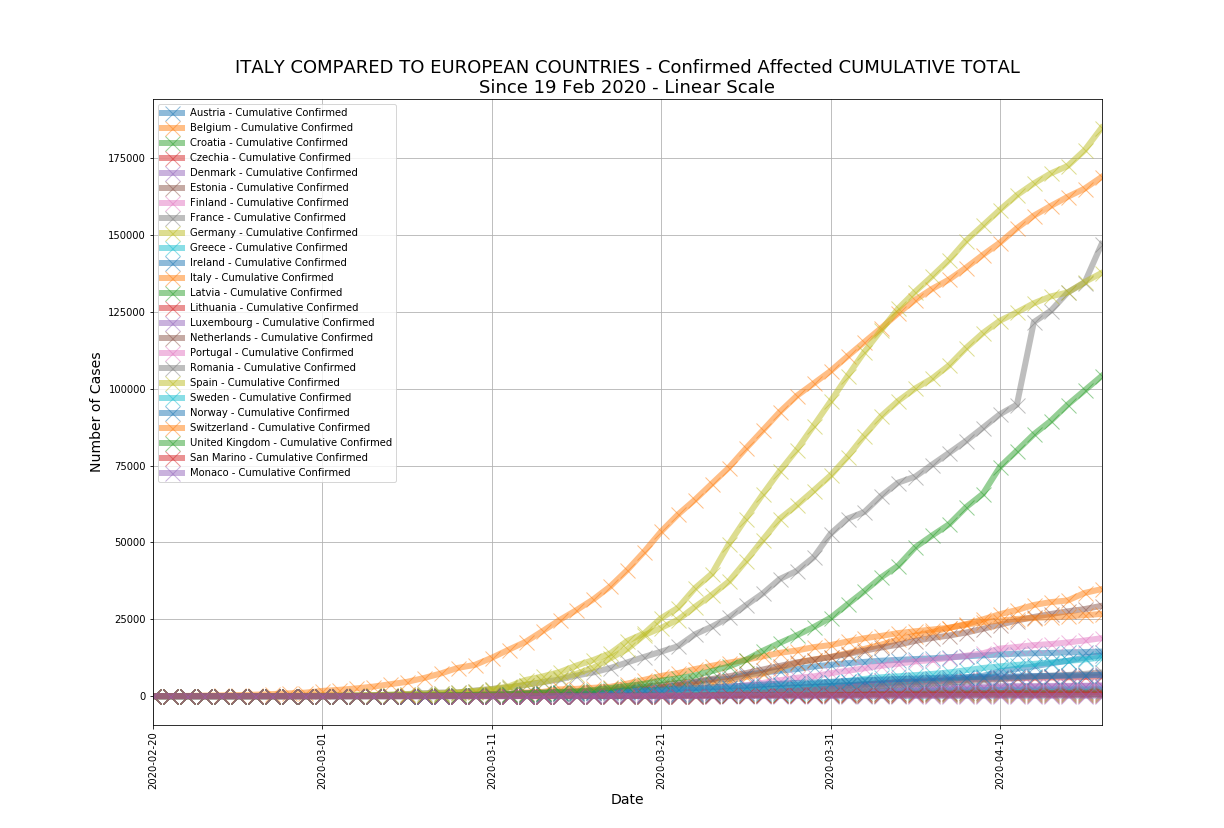 ITALY COMPARED TO EUROPEAN COUNTRIES - Confirmed Affected CUMULATIVE TOTAL
Since 19 Feb 2020 - Linear Scale
Austria - Cumulative Confirmed
Belgium - Cumulative Confirmed
Croatia - Cumulative Confirmed
Czechia - Cumulative Confirmed
Denmark - Cumulative Confirmed
Estonia - Cumulative Confirmed
Finland - Cumulative Confirmed
France - Cumulative Confirmed
Germany - Cumulative Confirmed
Greece - Cumulative Confirmed
Ireland - Cumulative Confirmed
Italy - Cumulative Confirmed
Latvia - Cumulative Confirmed
Lithuania - Cumulative Confirmed
Luxembourg - Cumulative Confirmed
Netherlands - Cumulative Confirmed
Portugal - Cumulative Confirmed
Romania - Cumulative Confirmed
Spain - Cumulative Confirmed
Sweden - Cumulative Confirmed
Norway - Cumulative Confirmed
Switzerland - Cumulative Confirmed
United Kingdom - Cumulative Confirmed
San Marino - Cumulative Confirmed
Monaco - Cumulative Confirmed
Number of Cases
175000
150000
125000
100000
75000
50000
25000
0
2020-02-20
2020-03-01
2020-03-11
2020-03-21
2020-03-31
2020-04-10
Date